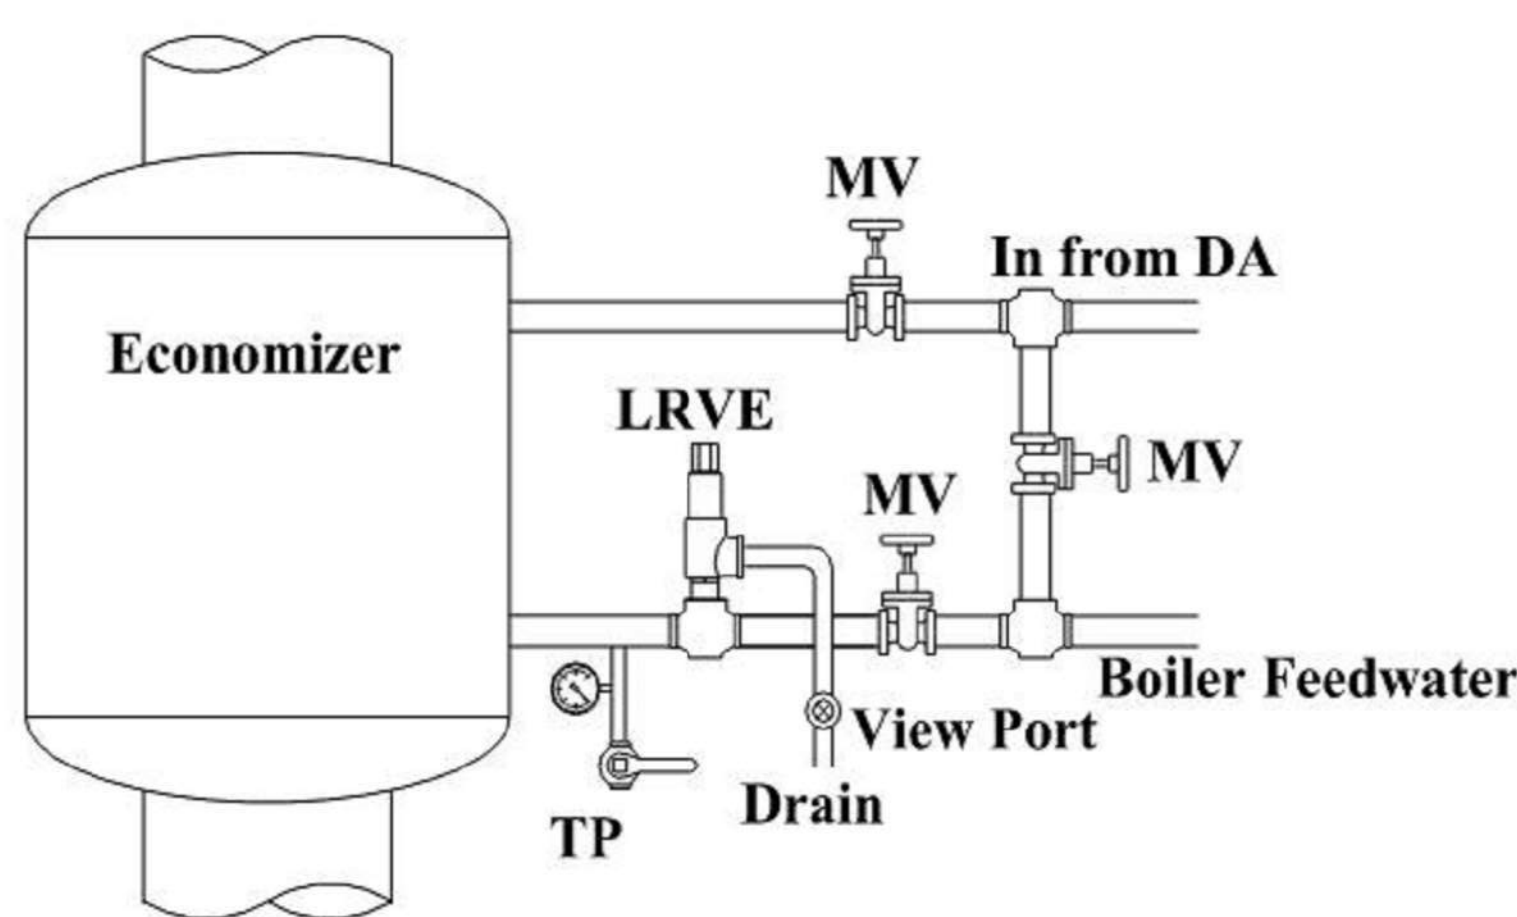 MV
In from DA
Economizer
LRVE
MV
MV
Boiler Feedwater
View Port
Drain
TP